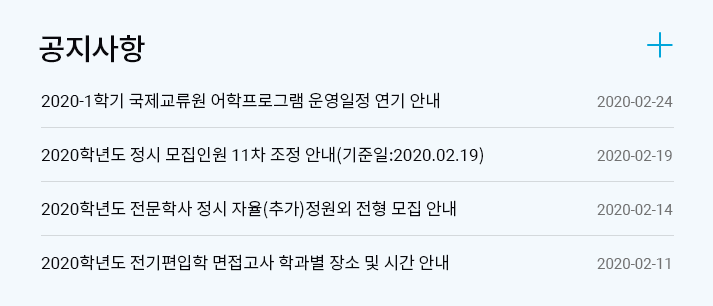 공지사항
2020-1학기 국제교류원 어학프로그램 운영일정 연기 안내 2020-02-24
2020학년도 정시 모집인원 11차 조정 안내(기준일:2020.02.19) 2020-02-19
2020학년도 전문학사 정시 자율(추가)정원외 전형 모집 안내 2020-02-14
2020학년도 전기편입학 면접고사 학과별 장소 및 시간 안내 2020-02-11